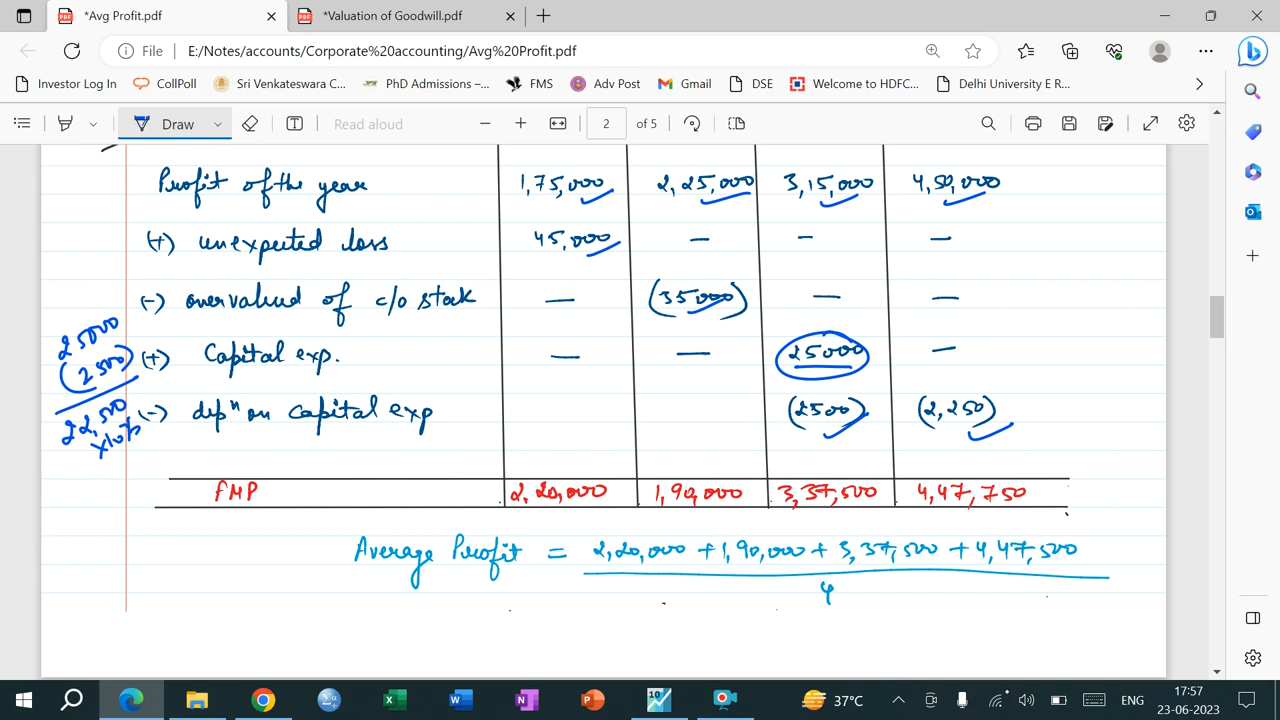 *Avg Profit.pdf
*Valuation of Goodwill.pdf
File E:/Notes/accounts/Corporate%20accounting/Avg%20Profit.pdf
Investor Log In CollPoll Sri Venkateswara C... PhD Admissions –... FMS Adv Post Gmail DSE Welcome to HDFC... Delhi University E R...
Draw Read aloud 2 of 5
Profit of the year 1,75,000 2,25,000 3,15,000 4,50,000
(+) unexpected loss 45,000 — — —
(-) overvalued of c/o stock — (35000) — —
25000
(+) Capital exp. — — 25000 —
(2500)
(-) depn on capital exp (2500) (2,250)
22,500
x10%
FMP 2,20,000 1,90,000 3,37,500 4,47,750
Average Profit = 2,20,000 + 1,90,000 + 3,37,500 + 4,47,500
4
37°C ENG 17:57
23-06-2023